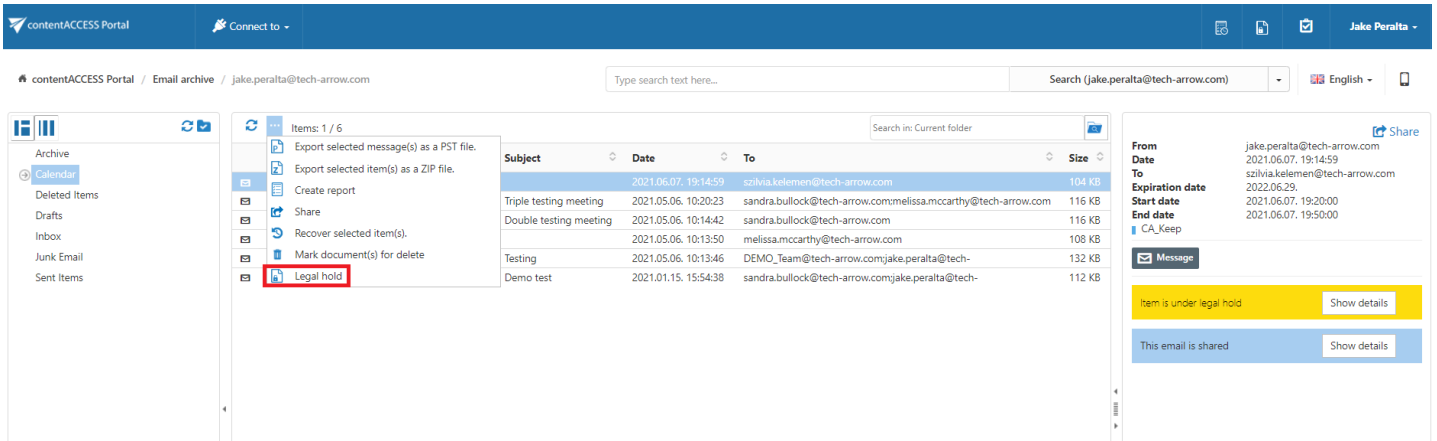 contentACCESS Portal
Connect to
Jake Peralta
contentACCESS Portal / Email archive / jake.peralta@tech-arrow.com
Type search text here...
Search (jake.peralta@tech-arrow.com)
English
Archive
Calendar
Deleted Items
Drafts
Inbox
Junk Email
Sent Items
Items: 1 / 6
Search in: Current folder
Export selected message(s) as a PST file.
Export selected item(s) as a ZIP file.
Create report
Share
Recover selected item(s).
Mark document(s) for delete
Legal hold
Subject Date To Size
2021.06.07. 19:14:59 szilvia.kelemen@tech-arrow.com 104 KB
Triple testing meeting 2021.05.06. 10:20:23 sandra.bullock@tech-arrow.com;melissa.mccarthy@tech-arrow.com 116 KB
Double testing meeting 2021.05.06. 10:14:42 sandra.bullock@tech-arrow.com 116 KB
2021.05.06. 10:13:50 melissa.mccarthy@tech-arrow.com 108 KB
Testing 2021.05.06. 10:13:46 DEMO_Team@tech-arrow.com;jake.peralta@tech- 132 KB
Demo test 2021.01.15. 15:54:38 sandra.bullock@tech-arrow.com;jake.peralta@tech- 112 KB
Share
From jake.peralta@tech-arrow.com
Date 2021.06.07. 19:14:59
To szilvia.kelemen@tech-arrow.com
Expiration date 2022.06.29.
Start date 2021.06.07. 19:20:00
End date 2021.06.07. 19:50:00
CA_Keep
Message
Item is under legal hold Show details
This email is shared Show details